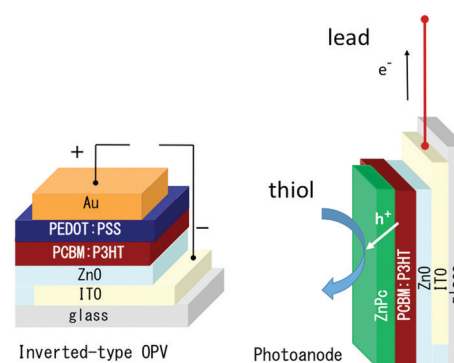 +
Au
PEDOT:PSS
PCBM:P3HT
ZnO
ITO
glass
−
Inverted-type OPV
lead
e⁻
thiol
h⁺
ZnPc
PCBM:P3HT
ZnO
ITO
Photoanode